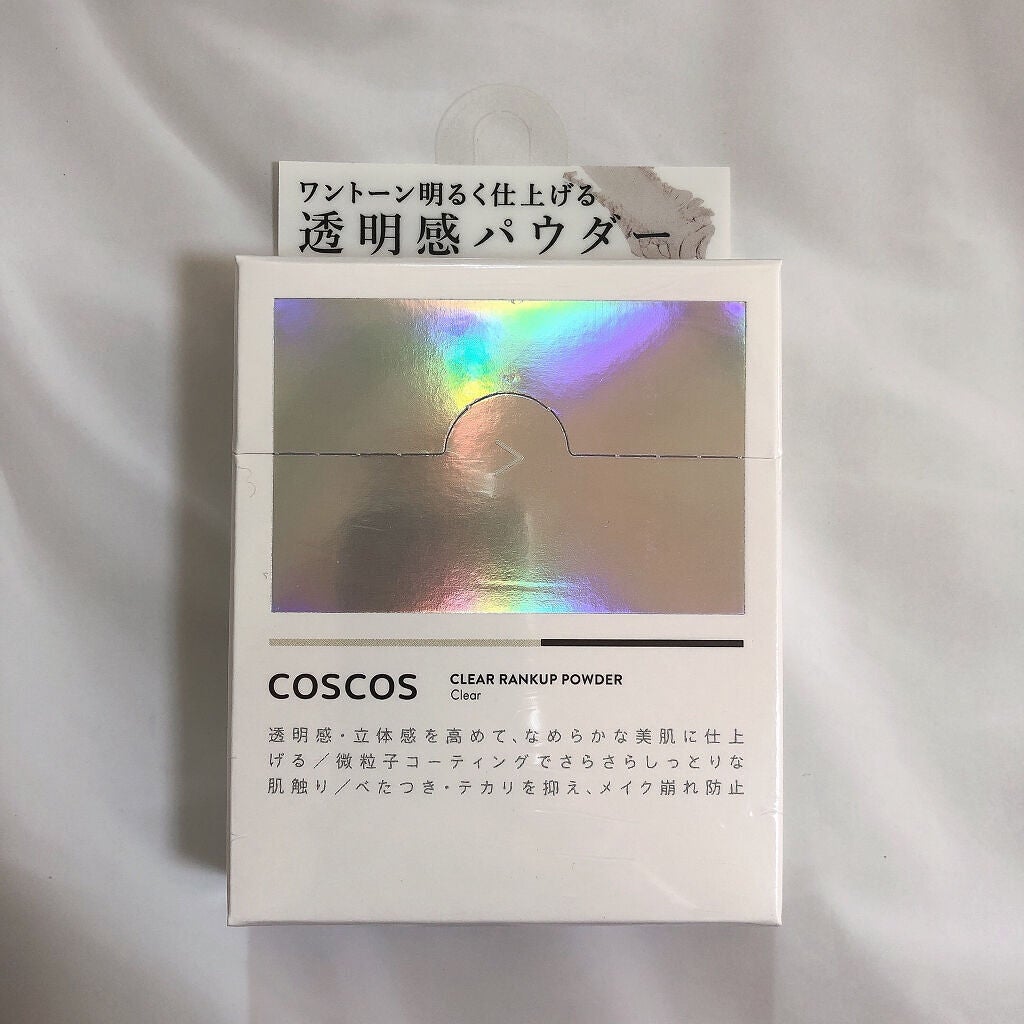 ワントーン明るく仕上げる
透明感パウダー
COSCOS
CLEAR RANKUP POWDER
Clear
透明感・立体感を高めて、なめらかな美肌に仕上
げる／微粒子コーティングでさらさらしっとりな
肌触り／べたつき・テカリを抑え、メイク崩れ防止